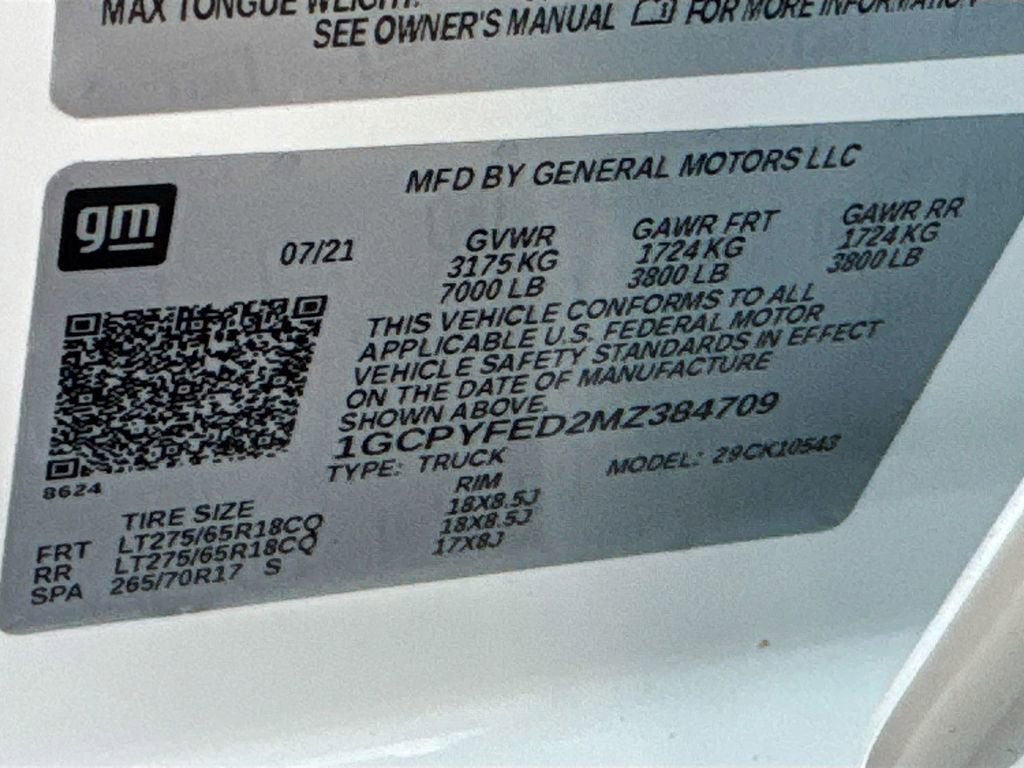 MAX TONGUE WEIGHT:
SEE OWNER'S MANUAL FOR MORE INFORMATION
MFD BY GENERAL MOTORS LLC
gm
07/21
GVWR GAWR FRT GAWR RR
3175 KG 1724 KG 1724 KG
7000 LB 3800 LB 3800 LB
THIS VEHICLE CONFORMS TO ALL
APPLICABLE U.S. FEDERAL MOTOR
VEHICLE SAFETY STANDARDS IN EFFECT
ON THE DATE OF MANUFACTURE
SHOWN ABOVE.
1GCPYFED2MZ384709
TYPE: TRUCK MODEL: 29CK10543
8624
TIRE SIZE RIM
FRT LT275/65R18CQ 18X8.5J
RR LT275/65R18CQ 18X8.5J
SPA 265/70R17 S 17X8J